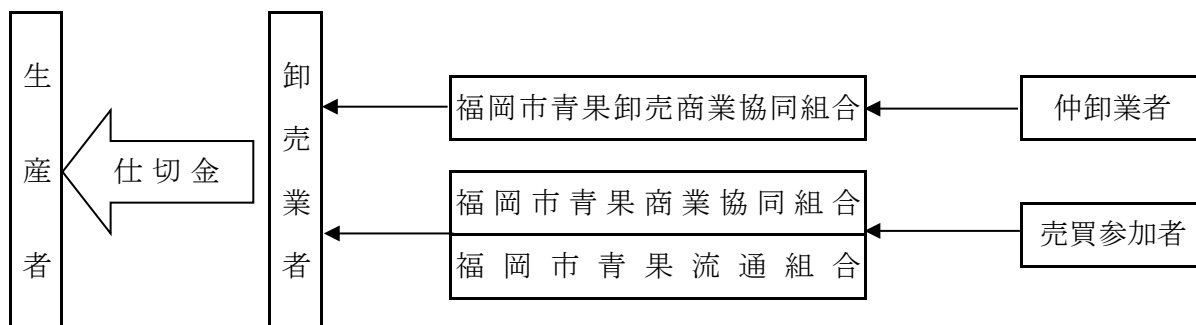 生産者
仕切金
卸売業者
福岡市青果卸売商業協同組合
仲卸業者
福岡市青果商業協同組合
福岡市青果流通組合
売買参加者